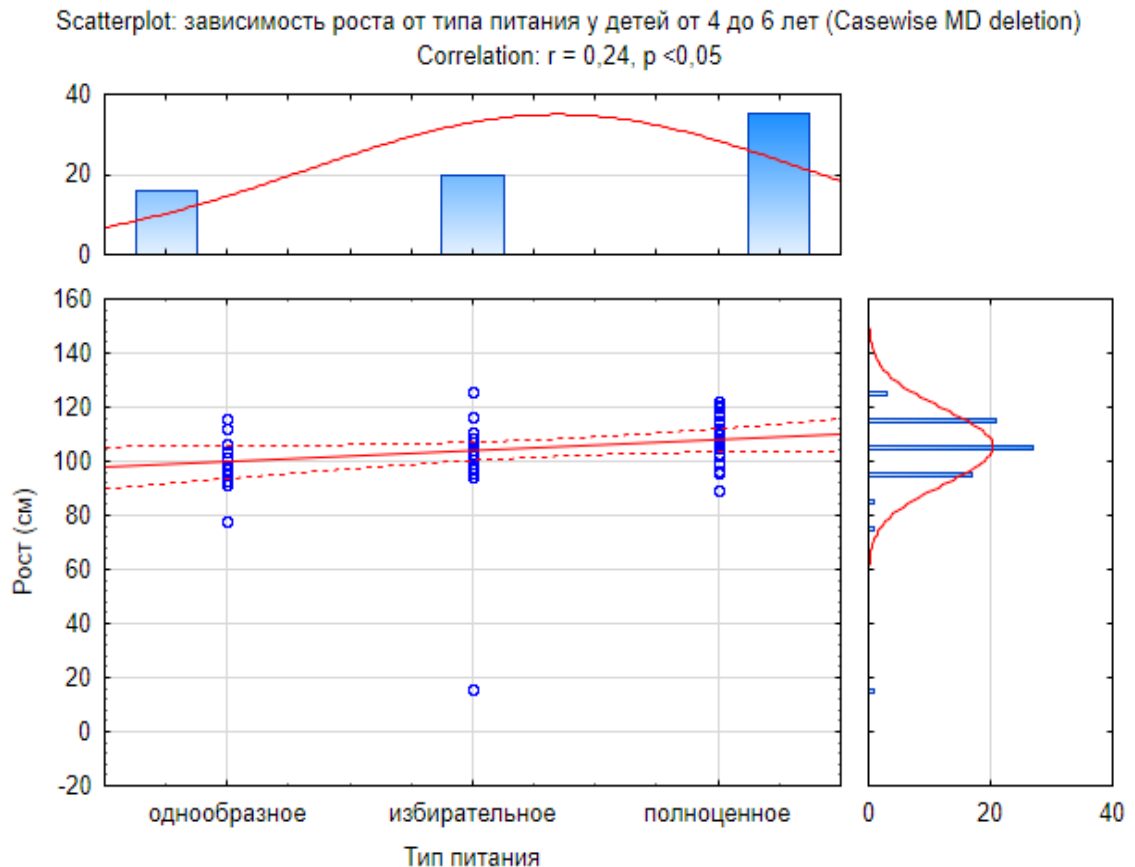 Scatterplot: зависимость роста от типа питания у детей от 4 до 6 лет (Casewise MD deletion)
Correlation: r = 0,24, p <0,05
40
20
0
160
140
120
100
80
60
40
20
0
-20
Рост (см)
однообразное избирательное полноценное
Тип питания
0 20 40